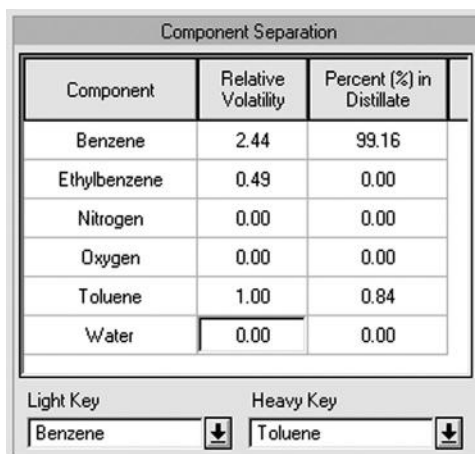 Component Separation
Component Relative Volatility Percent (%) in Distillate
Benzene 2.44 99.16
Ethylbenzene 0.49 0.00
Nitrogen 0.00 0.00
Oxygen 0.00 0.00
Toluene 1.00 0.84
Water 0.00 0.00
Light Key Heavy Key
Benzene Toluene